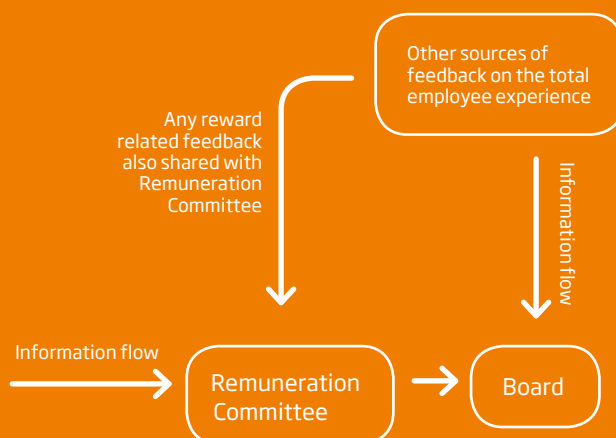 Other sources of
feedback on the total
employee experience
Any reward
related feedback
also shared with
Remuneration
Committee
Information flow
Information flow
Remuneration
Committee
Board